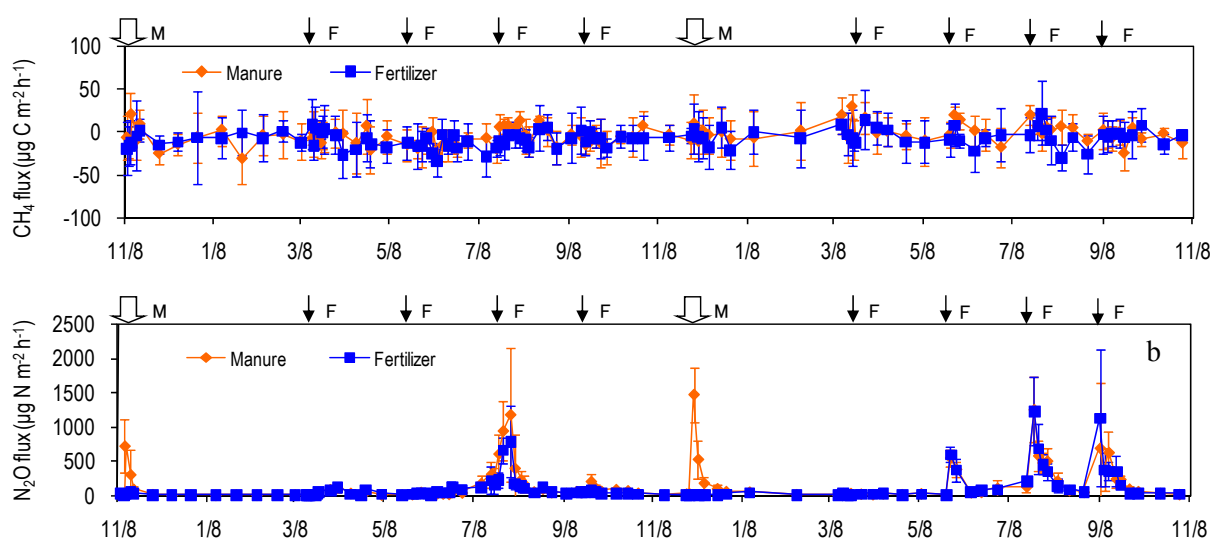 M F F F F M F F F F
100
50
0
-50
-100
CH4 flux (µg C m-2 h-1)
Manure Fertilizer
11/8 1/8 3/8 5/8 7/8 9/8 11/8 1/8 3/8 5/8 7/8 9/8 11/8
M F F F F M F F F F
2500
2000
1500
1000
500
0
N2O flux (µg N m-2 h-1)
Manure Fertilizer
b
11/8 1/8 3/8 5/8 7/8 9/8 11/8 1/8 3/8 5/8 7/8 9/8 11/8